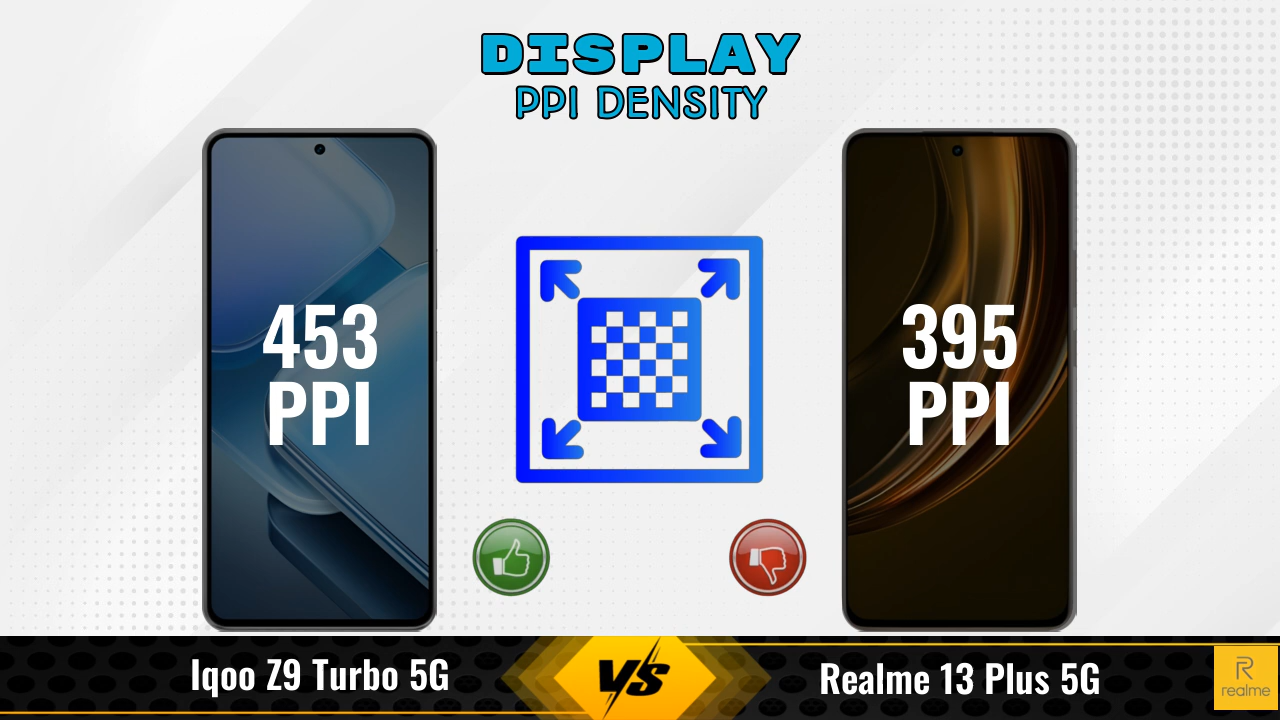 DISPLAY
PPI DENSITY
453
PPI
395
PPI
Iqoo Z9 Turbo 5G
VS
Realme 13 Plus 5G
R
realme